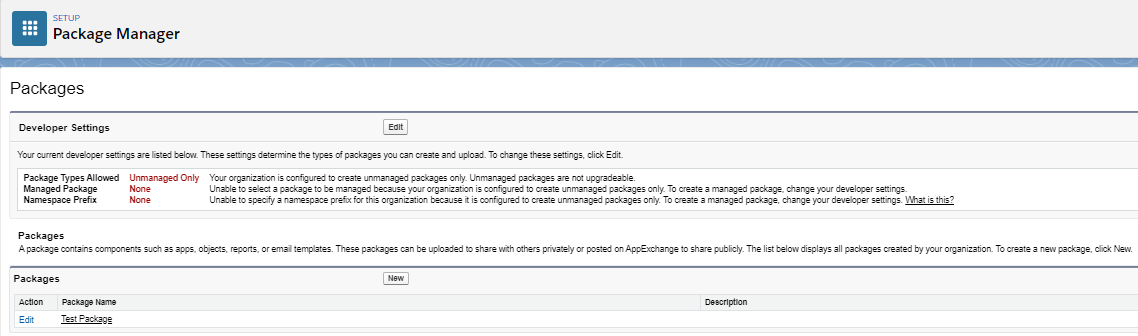 SETUP
Package Manager
Packages
Developer Settings Edit
Your current developer settings are listed below. These settings determine the types of packages you can create and upload. To change these settings, click Edit.
Package Types Allowed Unmanaged Only Your organization is configured to create unmanaged packages only. Unmanaged packages are not upgradeable.
Managed Package None Unable to select a package to be managed because your organization is configured to create unmanaged packages only. To create a managed package, change your developer settings.
Namespace Prefix None Unable to specify a namespace prefix for this organization because it is configured to create unmanaged packages only. To create a managed package, change your developer settings. What is this?
Packages
A package contains components such as apps, objects, reports, or email templates. These packages can be uploaded to share with others privately or posted on AppExchange to share publicly. The list below displays all packages created by your organization. To create a new package, click New.
Packages New
Action Package Name Description
Edit Test Package